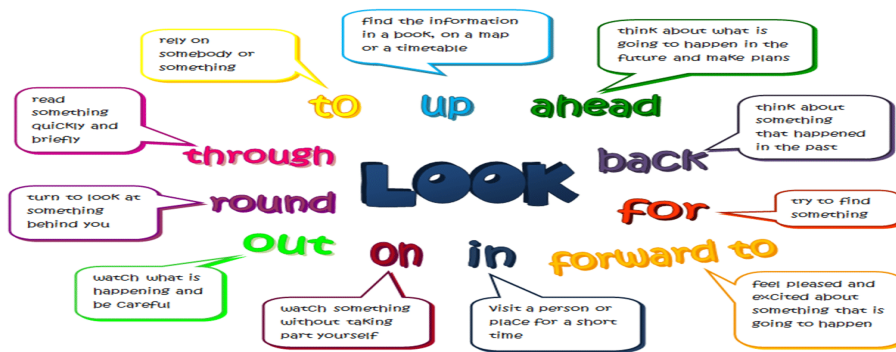 find the information
in a book, on a map
or a timetable
rely on
somebody or
something
think about what is
going to happen in the
future and make plans
to
up
ahead
read
something
quickly and
briefly
think about
something
that happened
in the past
through
LOOK
back
turn to look at
something
behind you
round
for
try to find
something
out
on
in
forward to
watch what is
happening and
be careful
watch something
without taking
part yourself
visit a person or
place for a short
time
feel pleased and
excited about
something that is
going to happen